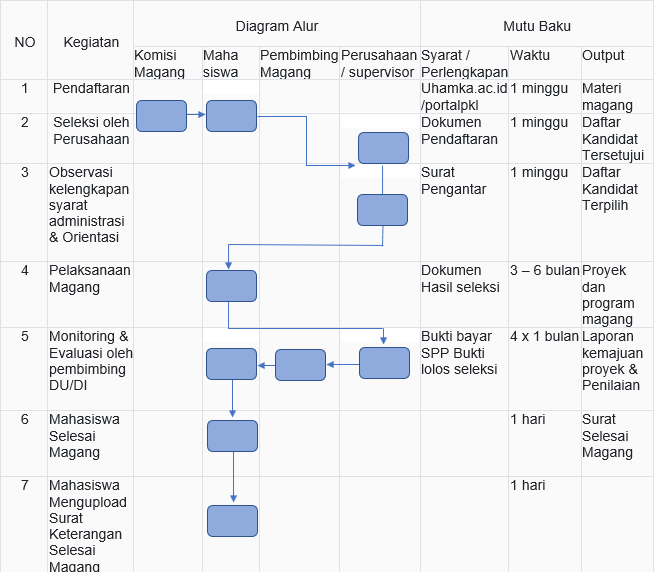 NO
Kegiatan
Diagram Alur
Mutu Baku
Komisi
Magang
Maha
siswa
Pembimbing
Magang
Perusahaan
/ supervisor
Syarat /
Perlengkapan
Waktu
Output
1
Pendaftaran
Uhamka.ac.id
/portalpkl
1 minggu
Materi
magang
2
Seleksi oleh
Perusahaan
Dokumen
Pendaftaran
1 minggu
Daftar
Kandidat
Tersetujui
3
Observasi
kelengkapan
syarat
administrasi
& Orientasi
Surat
Pengantar
1 minggu
Daftar
Kandidat
Terpilih
4
Pelaksanaan
Magang
Dokumen
Hasil seleksi
3 – 6 bulan
Proyek
dan
program
magang
5
Monitoring &
Evaluasi oleh
pembimbing
DU/DI
Bukti bayar
SPP Bukti
lolos seleksi
4 x 1 bulan
Laporan
kemajuan
proyek &
Penilaian
6
Mahasiswa
Selesai
Magang
1 hari
Surat
Selesai
Magang
7
Mahasiswa
Mengupload
Surat
Keterangan
Selesai
Magang
1 hari